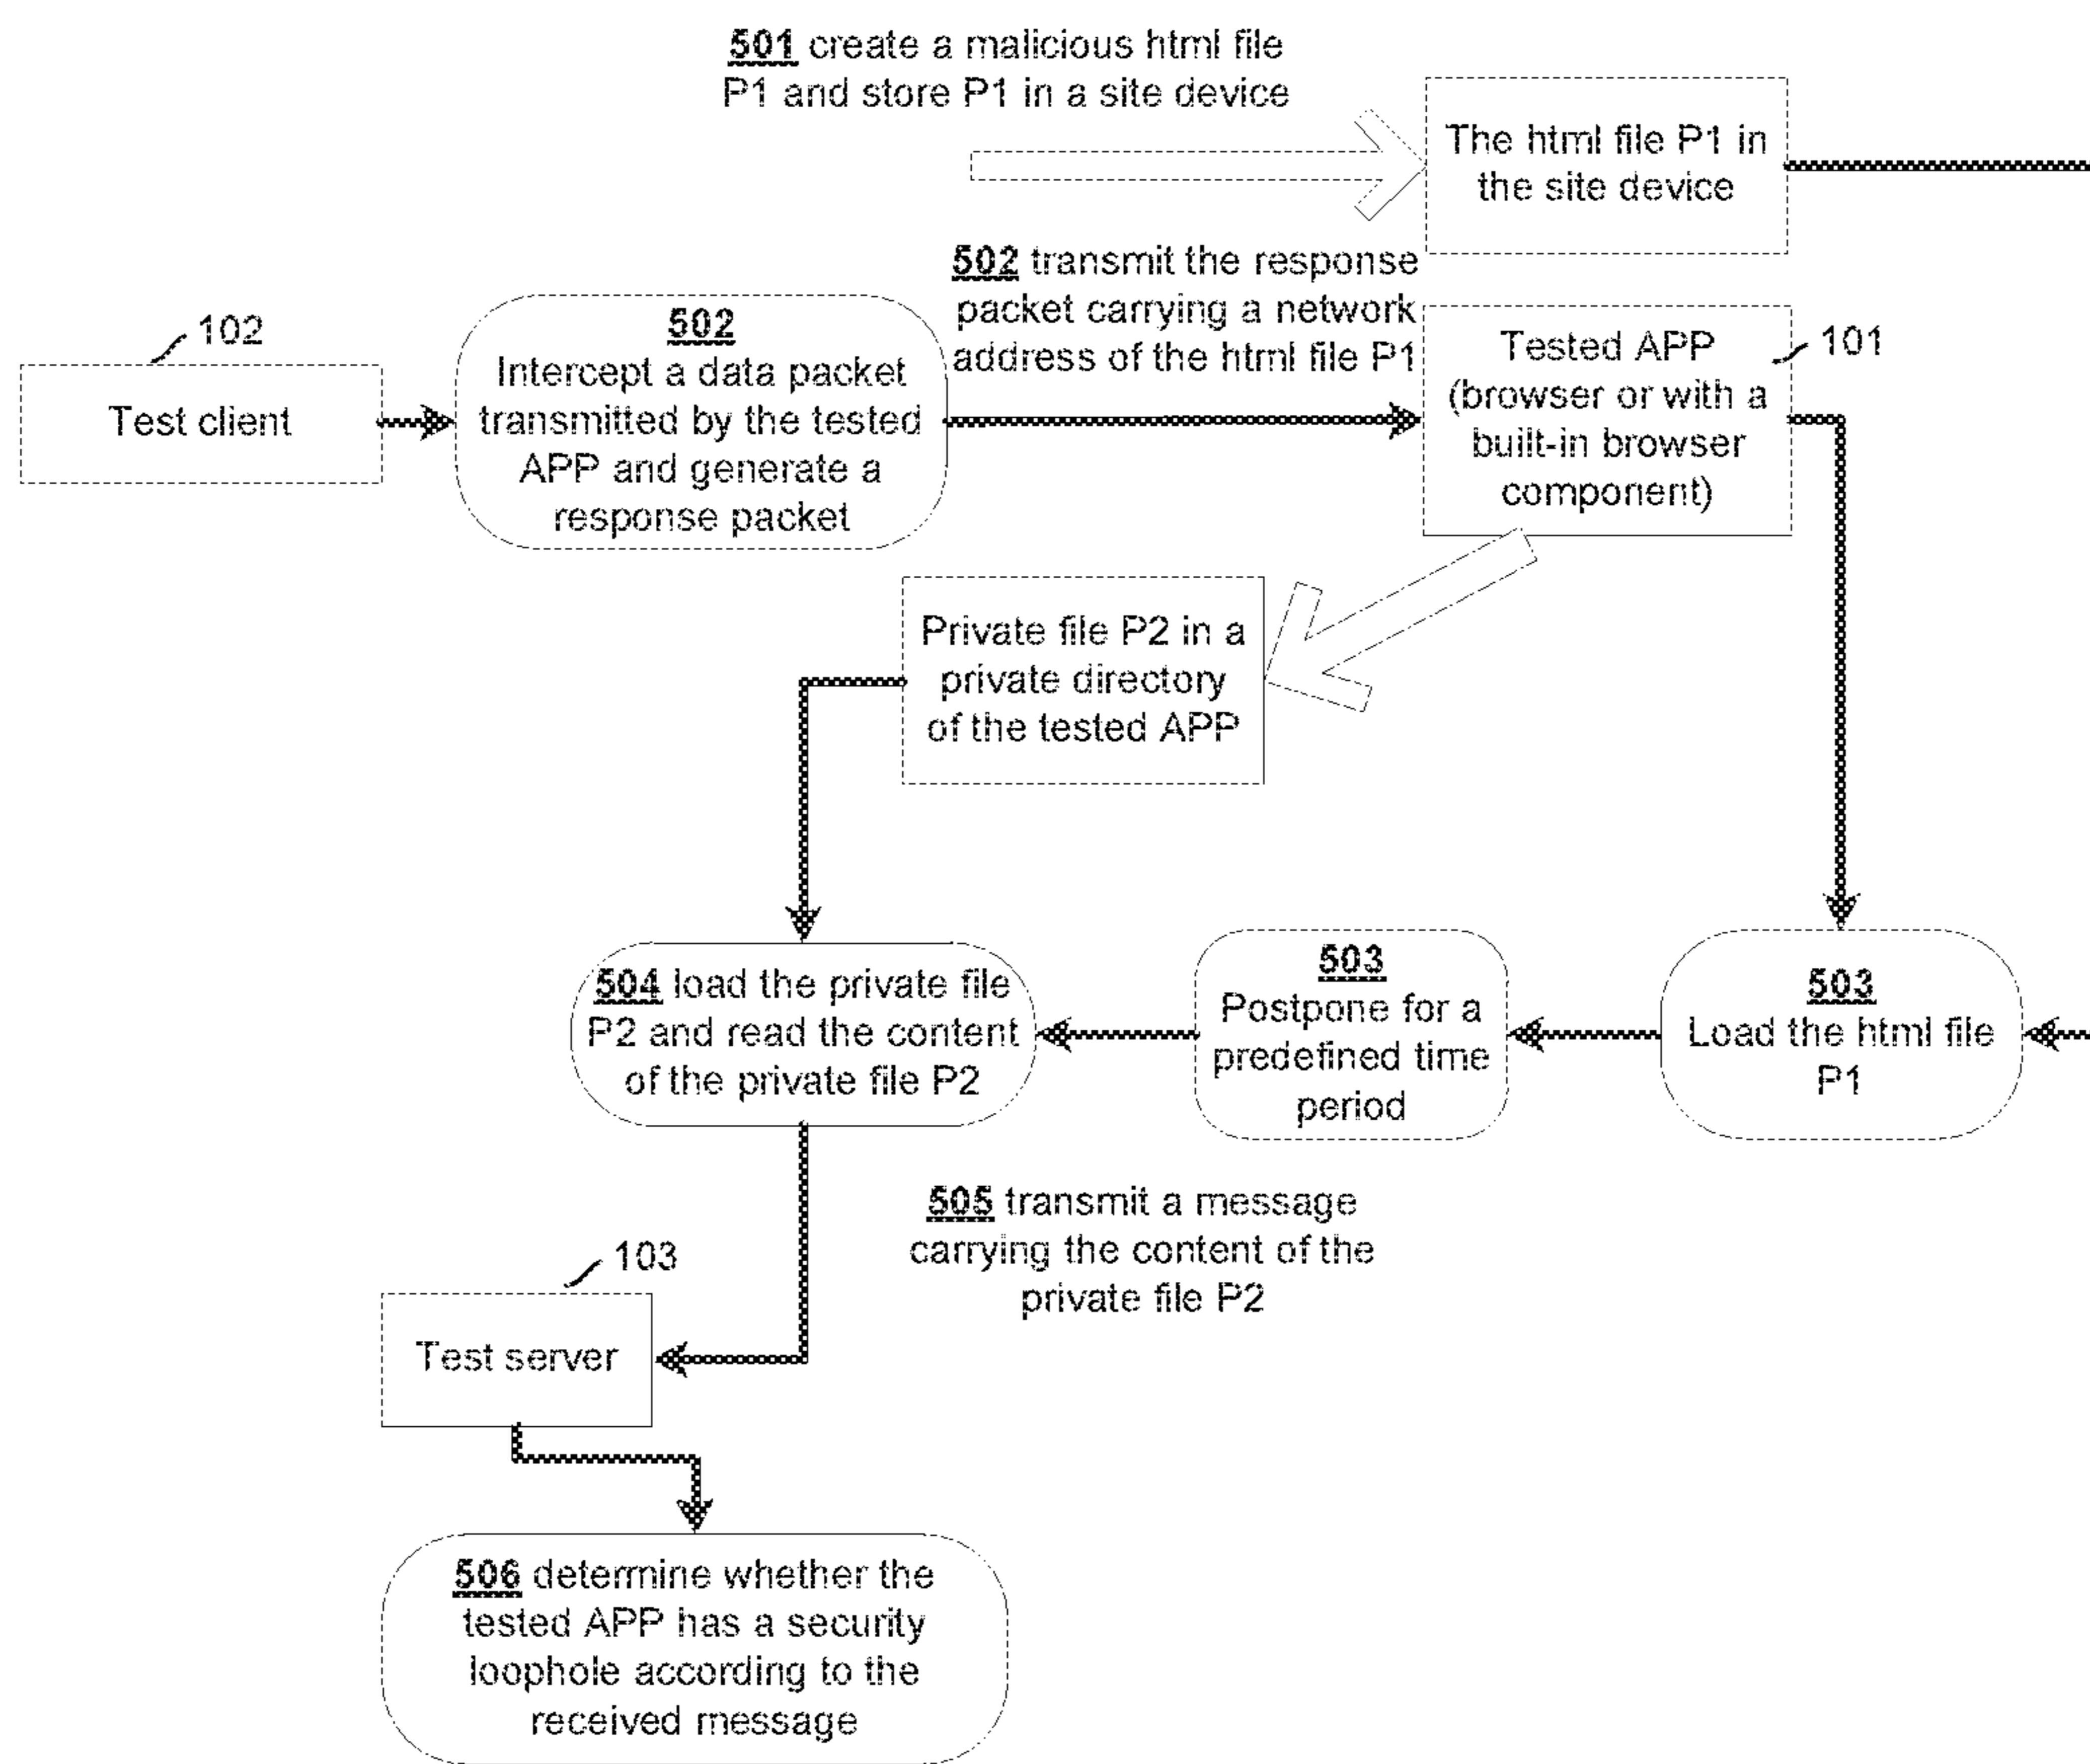 501 create a malicious html file
P1 and store P1 in a site device
The html file P1 in
the site device
502 transmit the response
packet carrying a network
address of the html file P1
102
Test client
502
Intercept a data packet
transmitted by the tested
APP and generate a
response packet
Tested APP
(browser or with a
built-in browser
component)
101
Private file P2 in a
private directory
of the tested APP
504 load the private file
P2 and read the content
of the private file P2
503
Postpone for a
predefined time
period
503
Load the html file
P1
505 transmit a message
carrying the content of the
private file P2
103
Test server
506 determine whether the
tested APP has a security
loophole according to the
received message